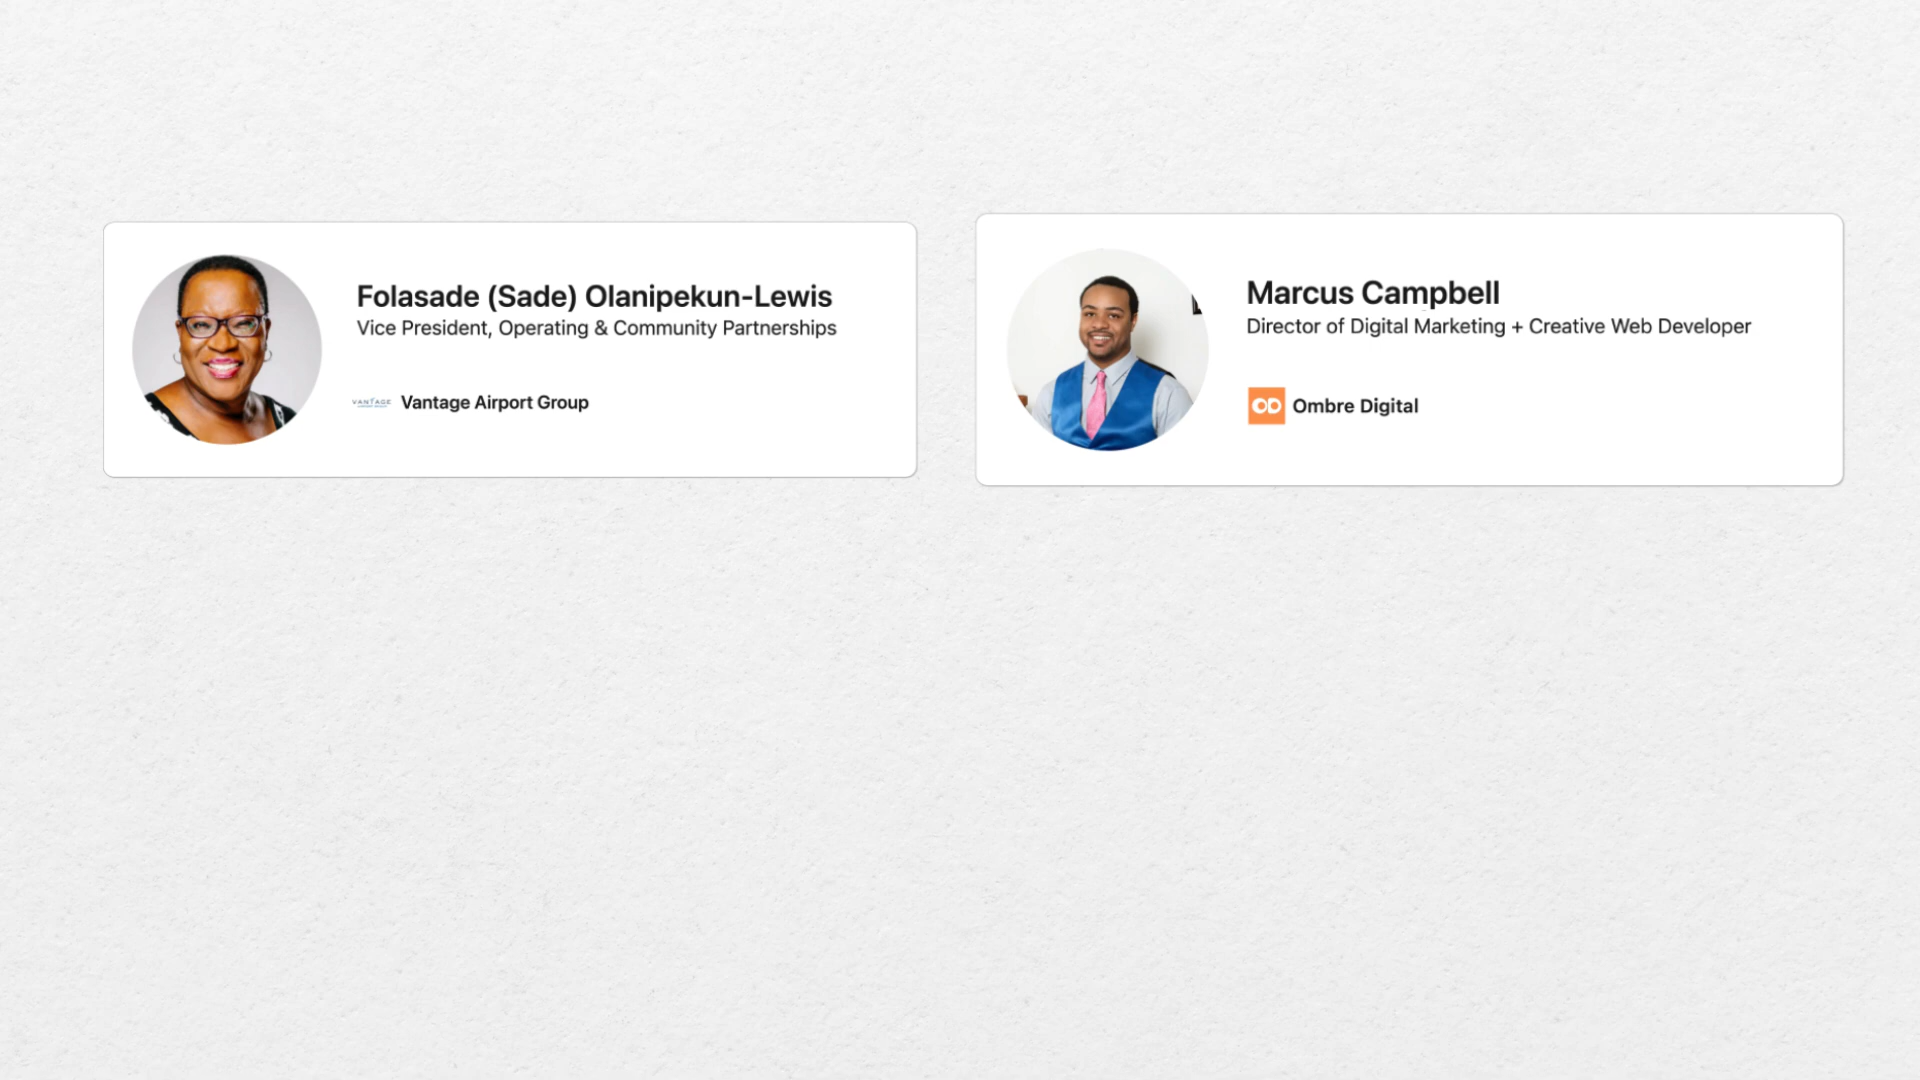 Folasade (Sade) Olanipekun-Lewis
Vice President, Operating & Community Partnerships
VANTAGE
Vantage Airport Group
Marcus Campbell
Director of Digital Marketing + Creative Web Developer
OD
Ombre Digital